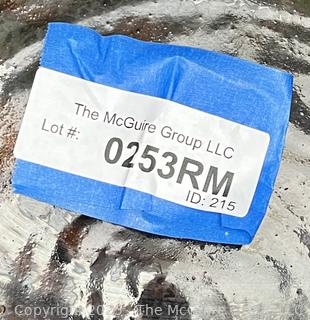 The McGuire Group LLC
Lot #: 0253RM
ID: 215